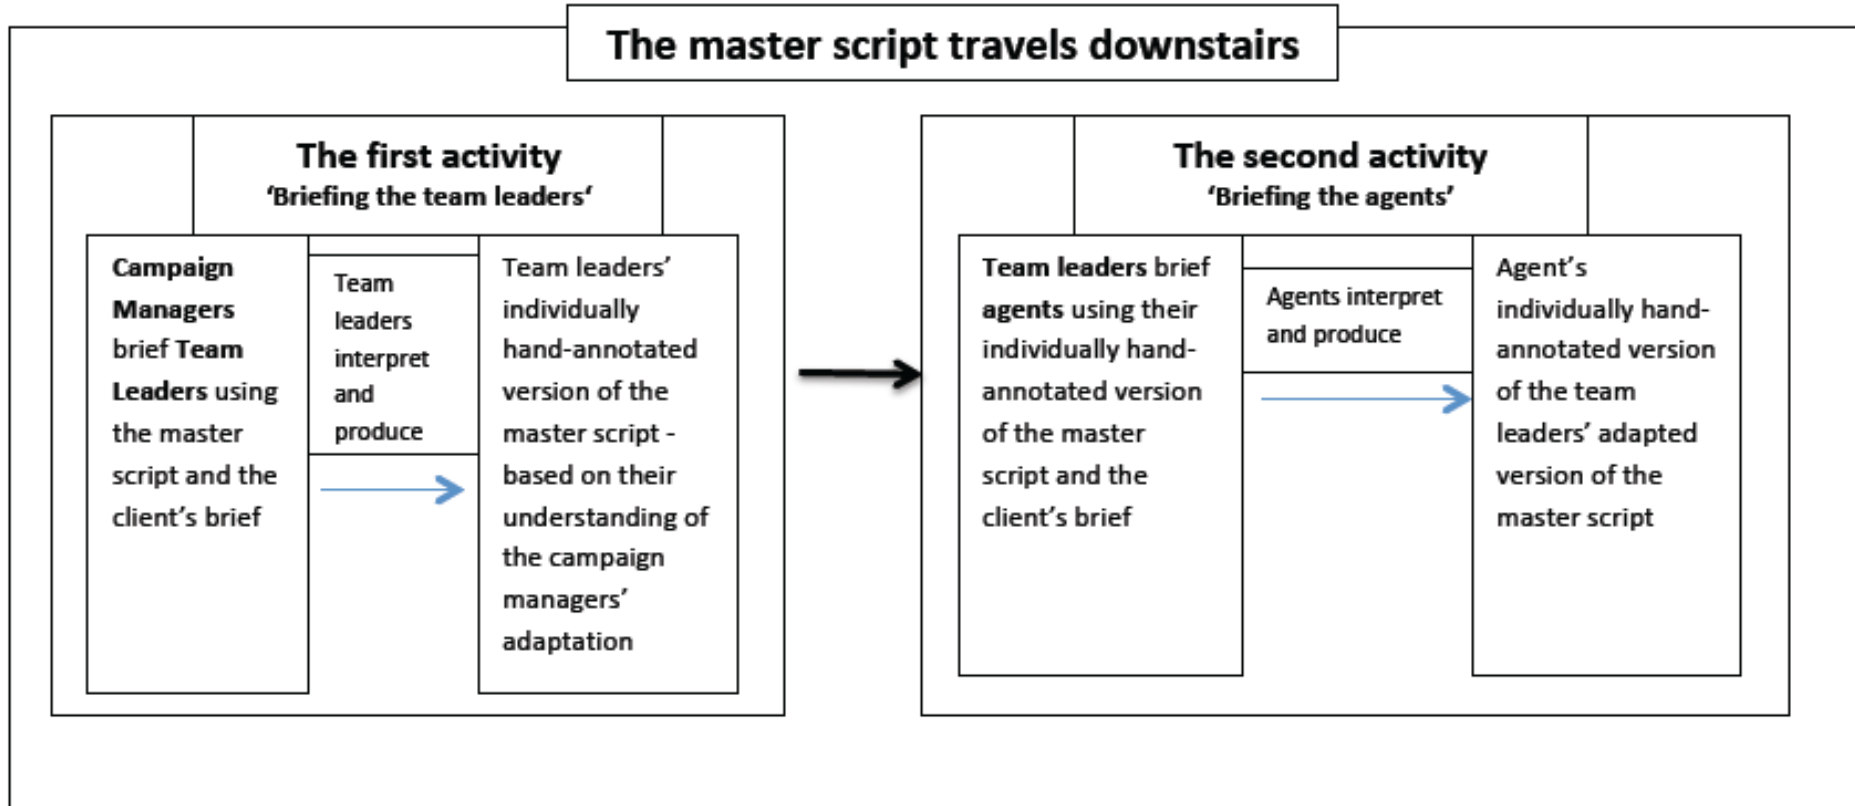 The master script travels downstairs
The first activity
‘Briefing the team leaders‘
Campaign
Managers
brief Team
Leaders using
the master
script and the
client’s brief
Team
leaders
interpret
and
produce
Team leaders’
individually
hand-annotated
version of the
master script -
based on their
understanding of
the campaign
managers’
adaptation
The second activity
‘Briefing the agents’
Team leaders brief
agents using their
individually hand-
annotated version
of the master
script and the
client’s brief
Agents interpret
and produce
Agent’s
individually hand-
annotated version
of the team
leaders’ adapted
version of the
master script